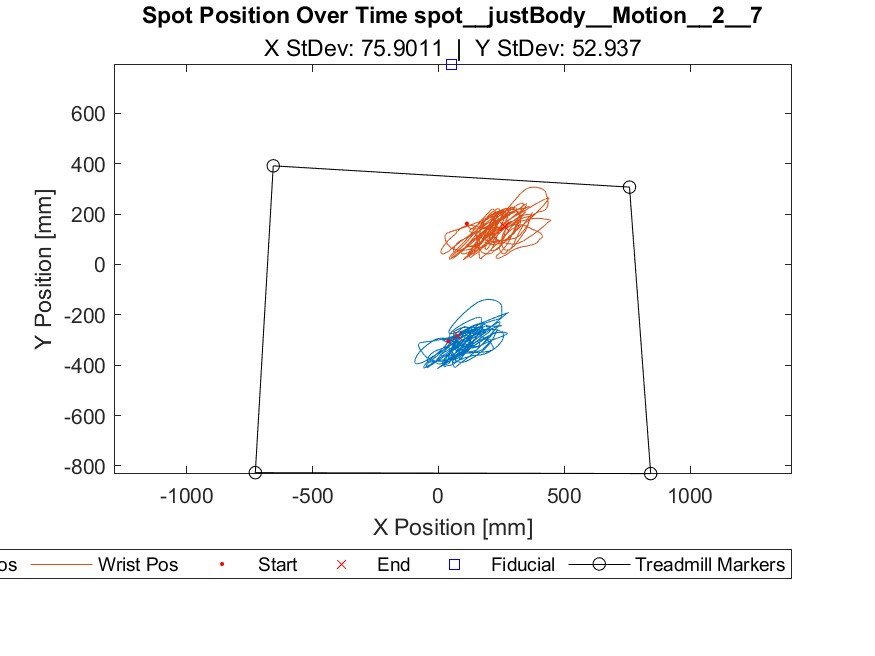 Spot Position Over Time spot__justBody__Motion__2__7
X StDev: 75.9011 | Y StDev: 52.937
600
400
200
0
-200
-400
-600
-800
Y Position [mm]
-1000 -500 0 500 1000
X Position [mm]
os Wrist Pos Start End Fiducial Treadmill Markers